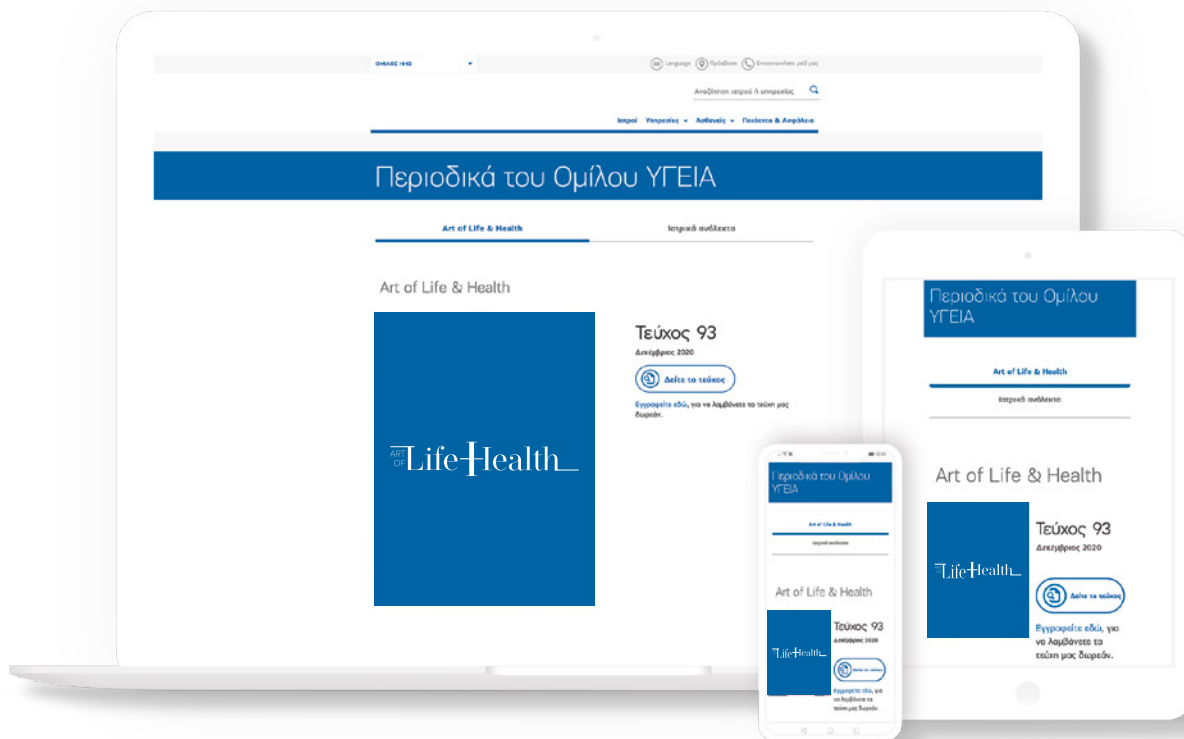 ΟΜΙΛΟΣ HHG
Language Πρόσβαση Επικοινωνήστε μαζί μας
Αναζήτηση ιατρού ή υπηρεσίας
Ιατροί Υπηρεσίες Ασθενείς Ποιότητα & Ασφάλεια
Περιοδικά του Ομίλου ΥΓΕΙΑ
Art of Life & Health Ιατρικά ανάλεκτα
Art of Life & Health
ART OF Life Health
Τεύχος 93
Δεκέμβριος 2020
Δείτε το τεύχος
Εγγραφείτε εδώ, για να λαμβάνετε τα τεύχη μας
δωρεάν.
Περιοδικά του Ομίλου
ΥΓΕΙΑ
Art of Life & Health
Ιατρικά ανάλεκτα
Art of Life & Health
Life Health
Τεύχος 93
Δεκέμβριος 2020
Δείτε το τεύχος
Εγγραφείτε εδώ, για
να λαμβάνετε τα
τεύχη μας δωρεάν.
Περιοδικά του Ομίλου
ΥΓΕΙΑ
Art of Life & Health
Ιατρικά ανάλεκτα
Art of Life & Health
Life Health
Τεύχος 93
Δεκέμβριος 2020
Δείτε το τεύχος
Εγγραφείτε εδώ, για
να λαμβάνετε τα
τεύχη μας δωρεάν.